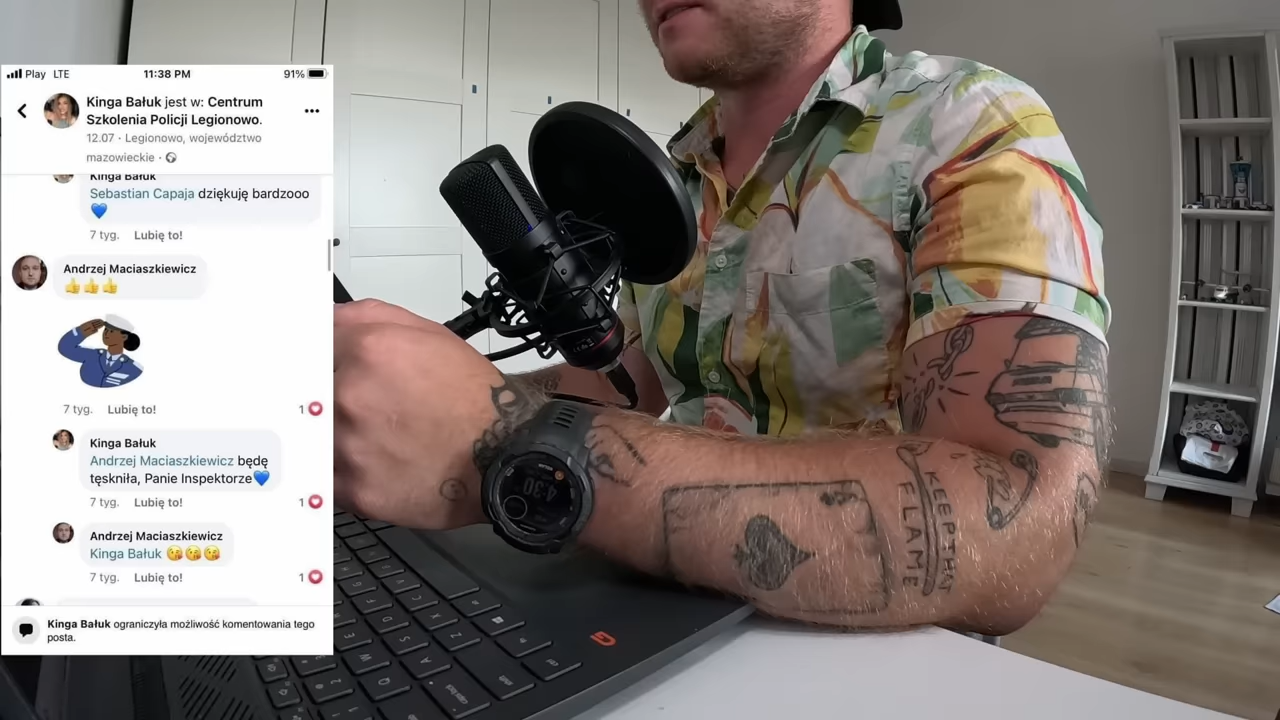 Play LTE 11:38 PM 91%
Kinga Bałuk jest w: Centrum
Szkolenia Policji Legionowo.
12.07 · Legionowo, województwo
mazowieckie ·
Kinga Bałuk
Sebastian Capaja dziękuję bardzooo
💙
7 tyg. Lubię to!
Andrzej Maciaszkiewicz
👍👍👍
7 tyg. Lubię to! 1
Kinga Bałuk
Andrzej Maciaszkiewicz będę
tęskniła, Panie Inspektorze💙
7 tyg. Lubię to! 1
Andrzej Maciaszkiewicz
Kinga Bałuk 😘😘😘
7 tyg. Lubię to! 1
Kinga Bałuk ograniczyła możliwość komentowania tego
posta.
4:30
KEEP THAT
FLAME